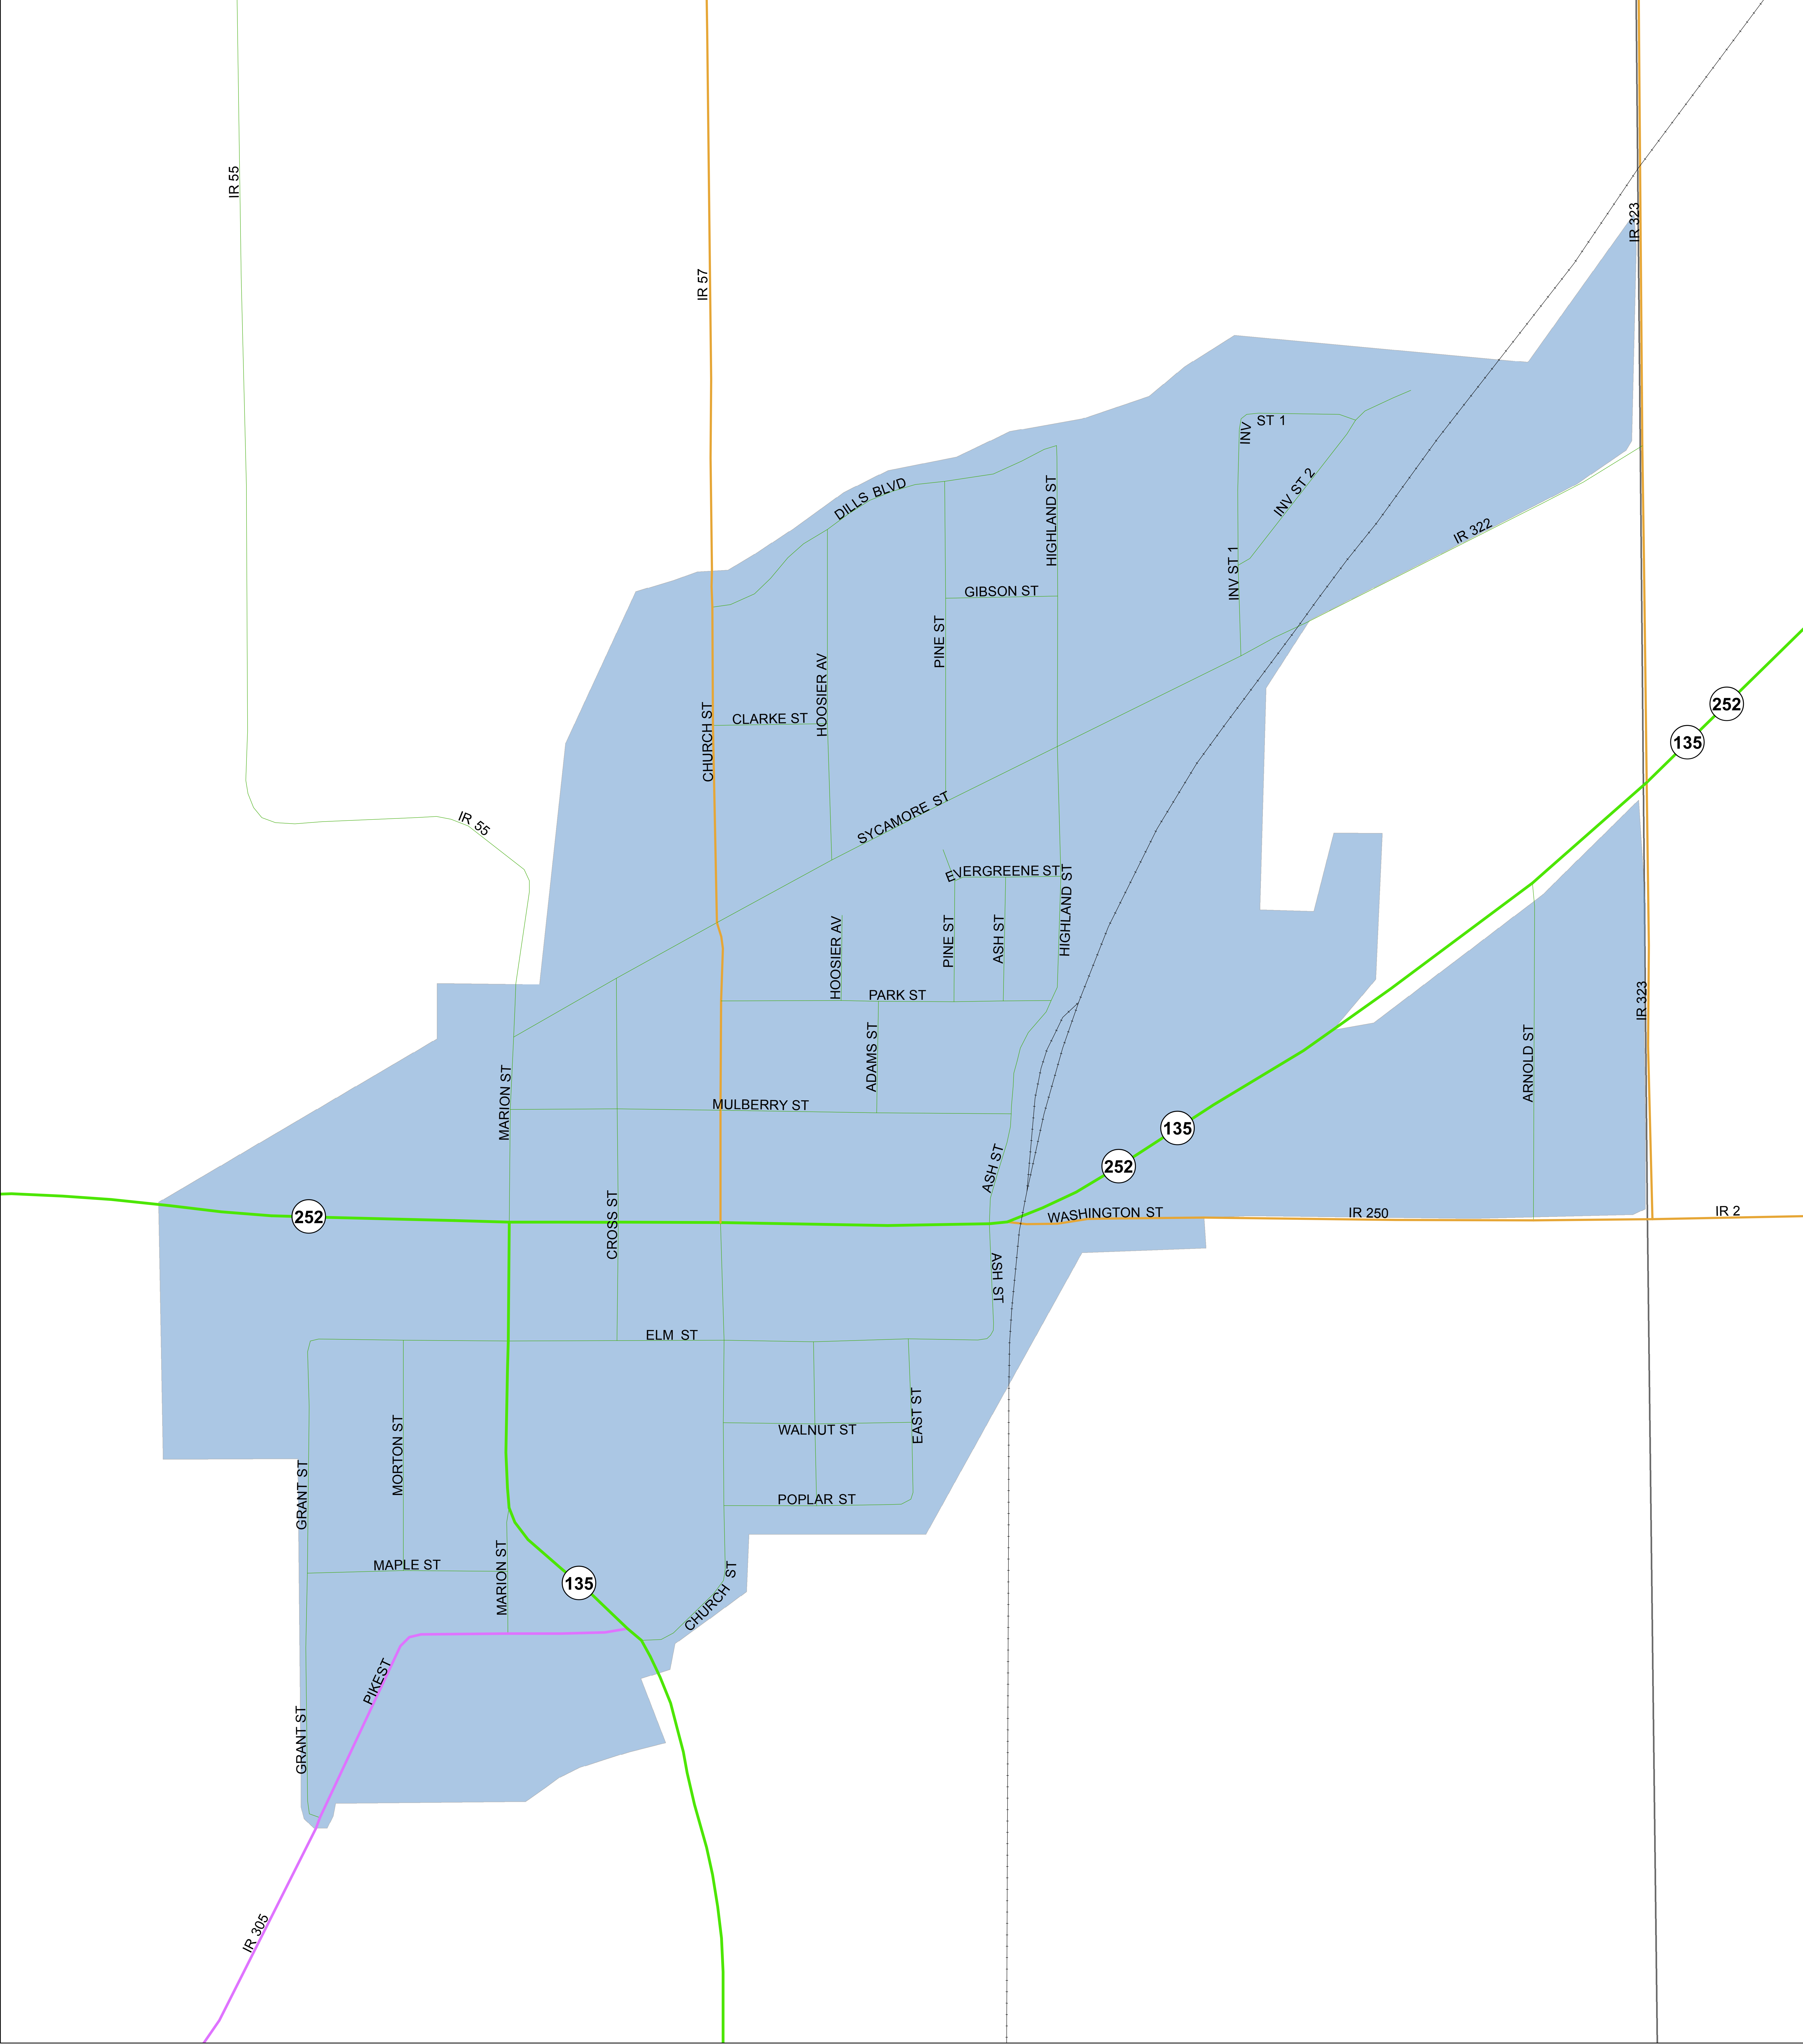 IR 55
IR 323
IR 57
ST 1
INV
INV ST 2
DILLS BLVD
HIGHLAND ST
IR 322
INV ST 1
GIBSON ST
PINE ST
HOOSIER AV
252
CLARKE ST
CHURCH ST
135
SYCAMORE ST
IR 55
EVERGREENE ST
HIGHLAND ST
HOOSIER AV
PINE ST
ASH ST
PARK ST
IR 323
ADAMS ST
ARNOLD ST
MARION ST
MULBERRY ST
135
ASH ST
252
252
CROSS ST
WASHINGTON ST
IR 250
IR 2
ASH ST
ELM ST
EAST ST
WALNUT ST
MORTON ST
GRANT ST
POPLAR ST
MAPLE ST
MARION ST
135
CHURCH ST
PIKEST
GRANT ST
IR 305